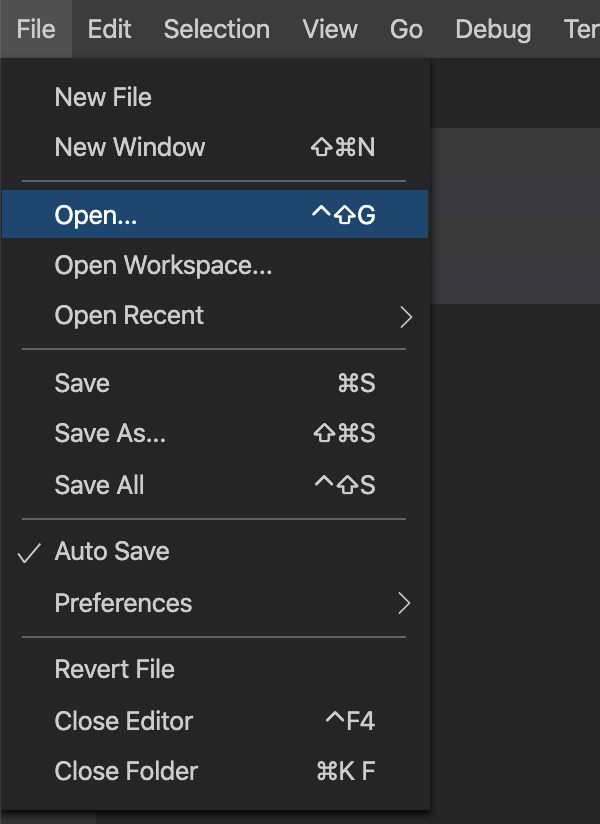 File Edit Selection View Go Debug
New File
New Window ⇧⌘N
Open... ^⇧G
Open Workspace...
Open Recent
Save ⌘S
Save As... ⇧⌘S
Save All ^⇧S
Auto Save
Preferences
Revert File
Close Editor ^F4
Close Folder ⌘K F